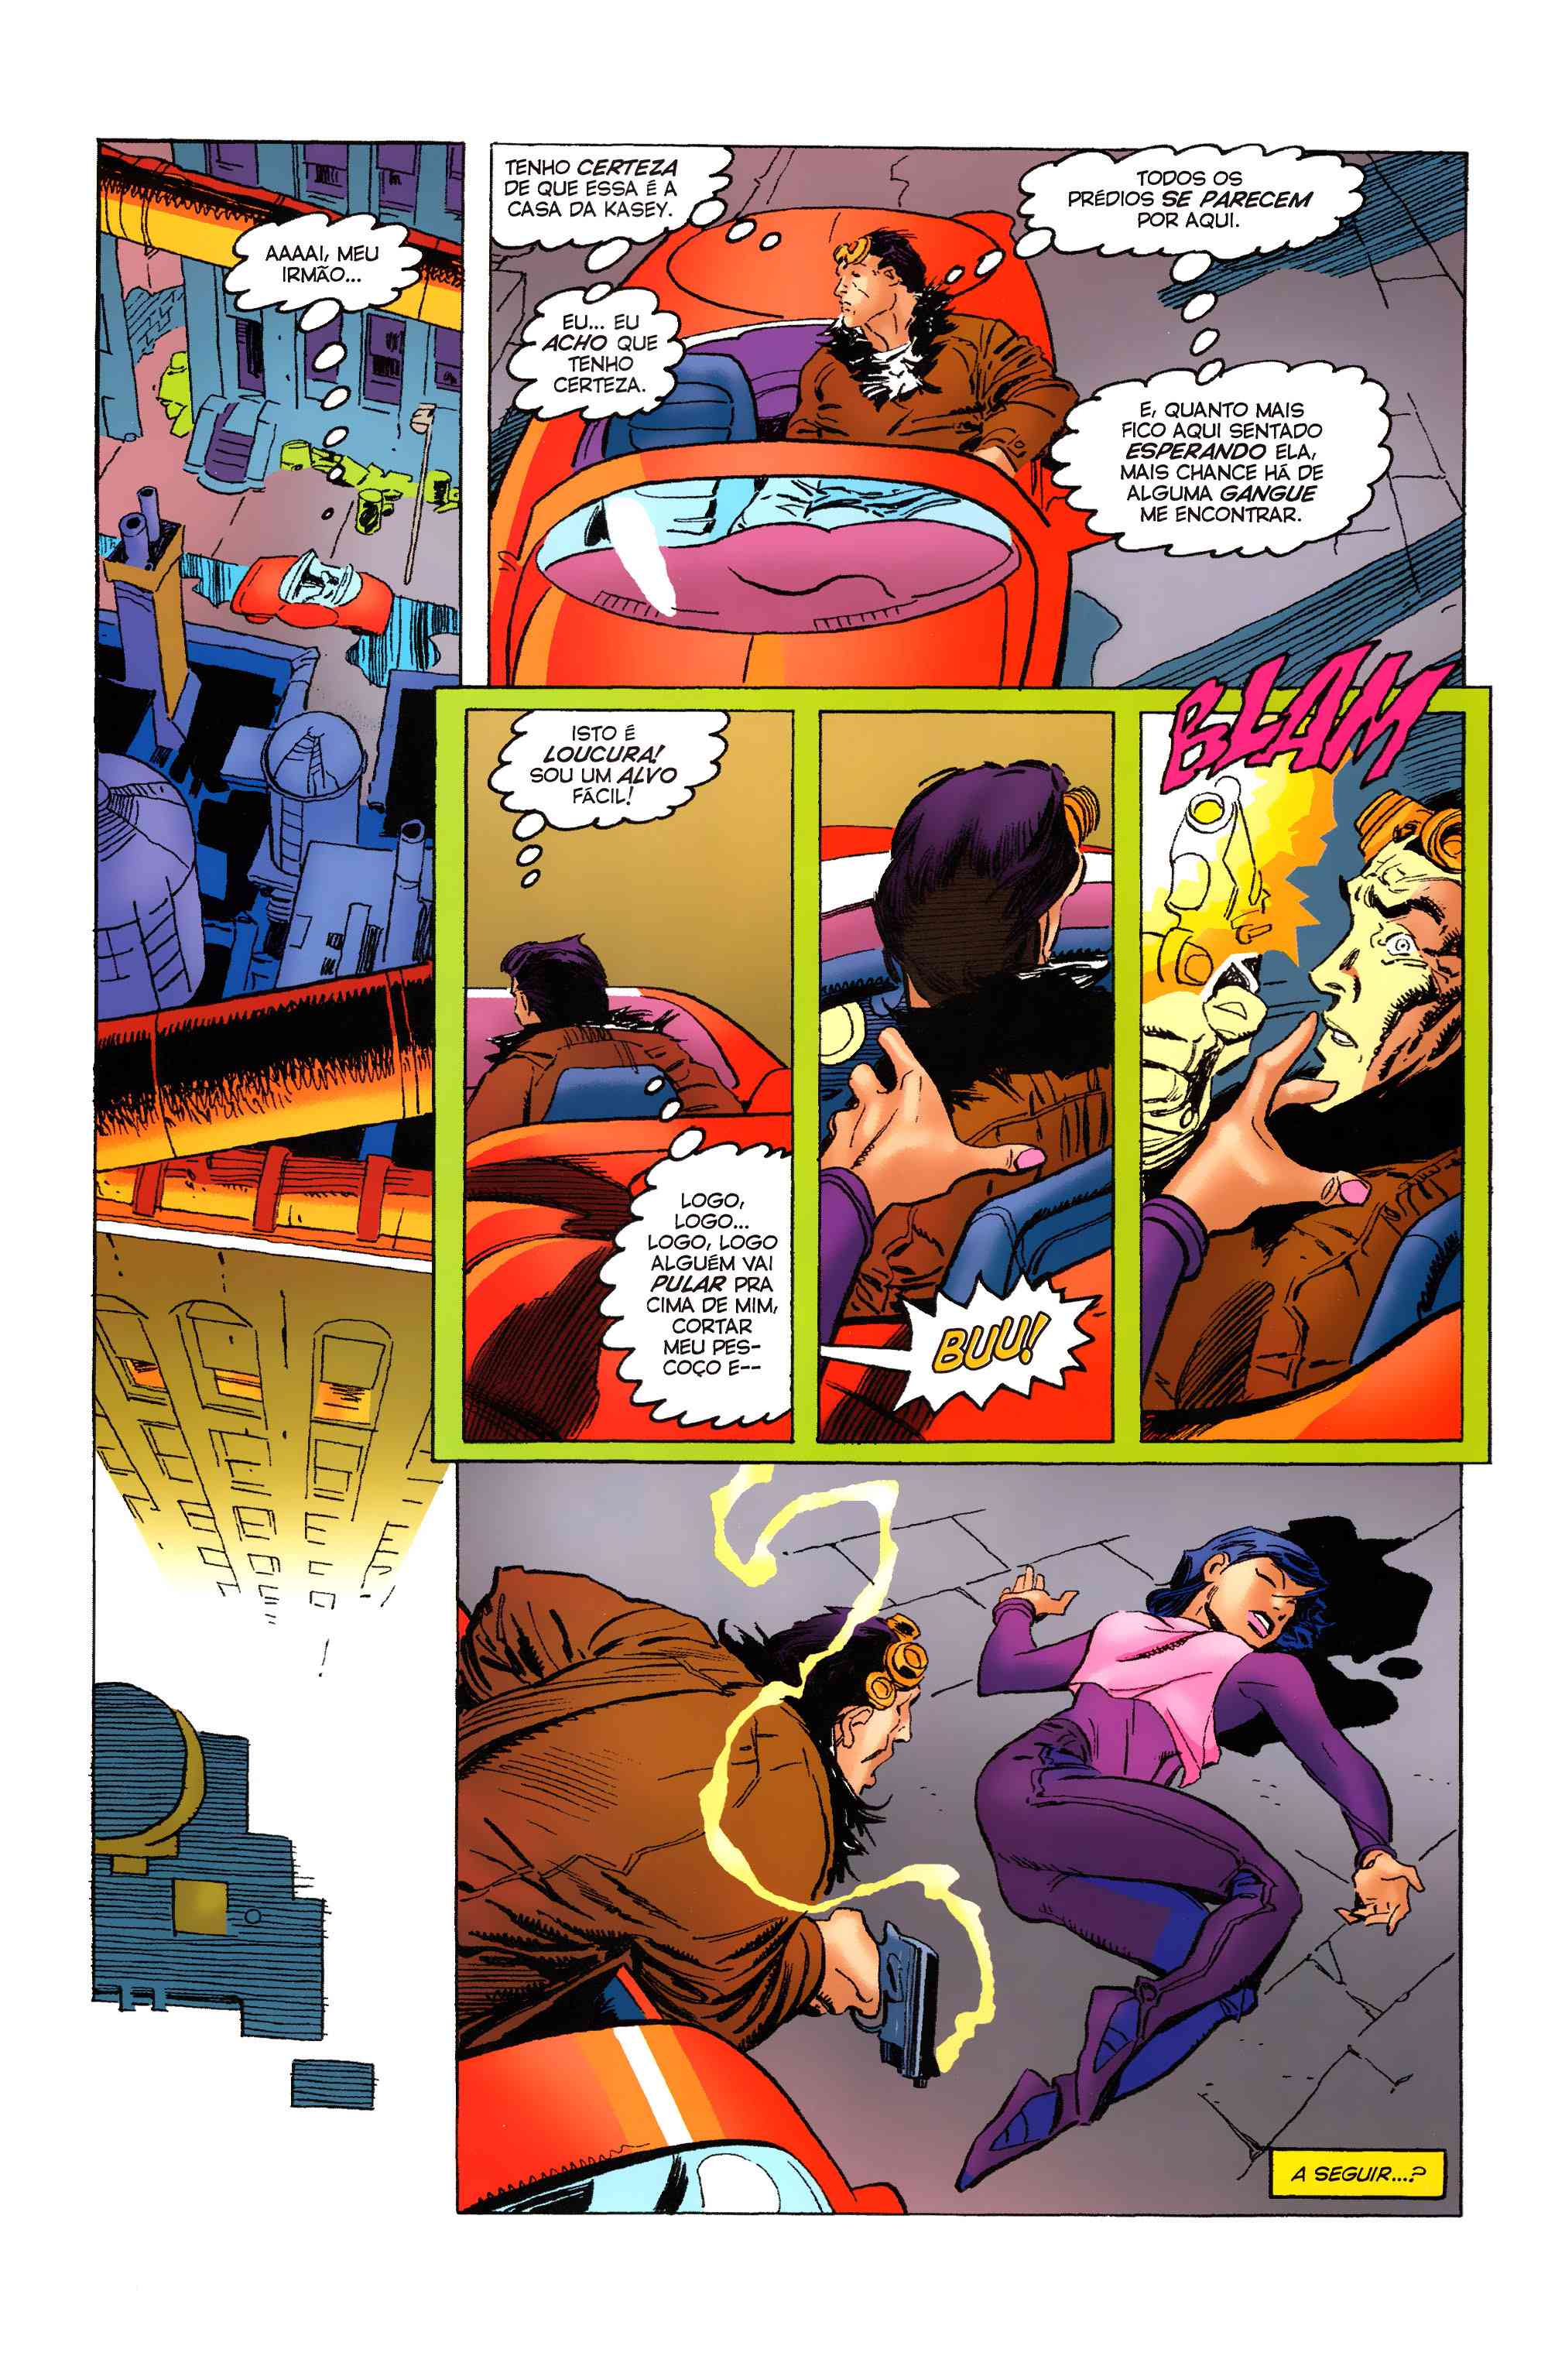 AAAAI, MEU
IRMÃO...
TENHO CERTEZA
DE QUE ESSA É A
CASA DA KASEY.
EU... EU
ACHO QUE
TENHO
CERTEZA.
TODOS OS
PRÉDIOS SE PARECEM
POR AQUI.
E, QUANTO MAIS
FICO AQUI SENTADO
ESPERANDO ELA,
MAIS CHANCE HÁ DE
ALGUMA GANGUE
ME ENCONTRAR.
ISTO É
LOUCURA!
SOU UM ALVO
FÁCIL!
LOGO,
LOGO...
LOGO, LOGO
ALGUÉM VAI
PULAR PRA
CIMA DE MIM,
CORTAR
MEU PES-
COÇO E--
BUU!
BLAM
A SEGUIR...?